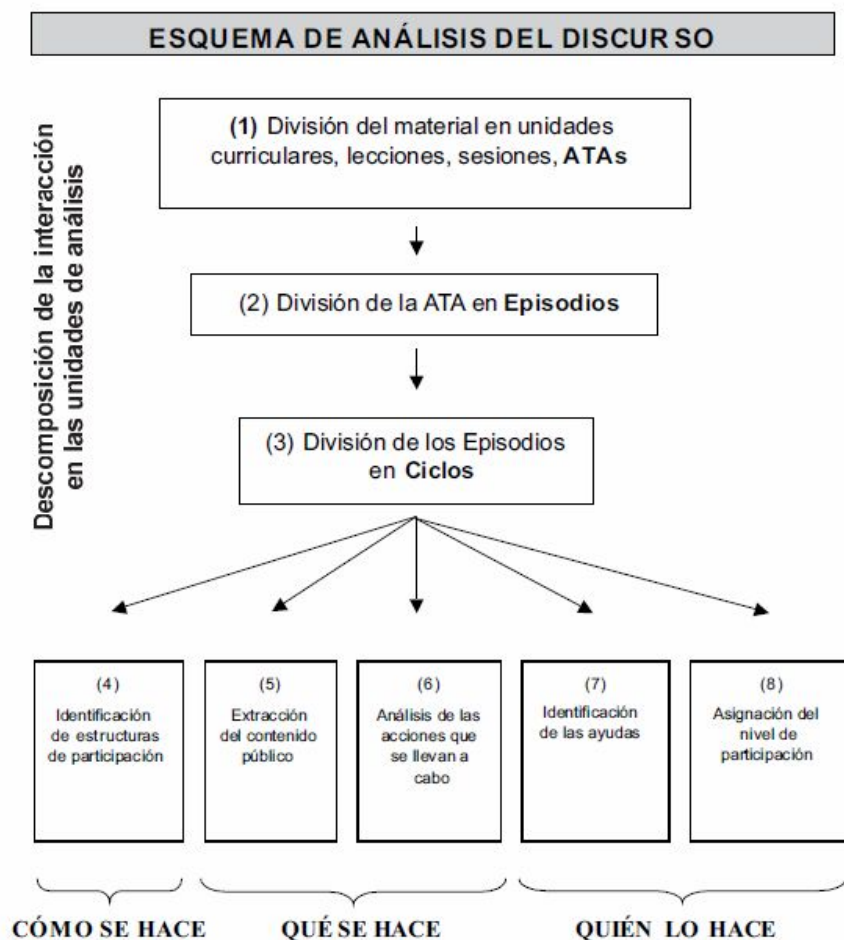 ESQUEMA DE ANÁLISIS DEL DISCURSO
Descomposición de la interacción
en las unidades de análisis
(1) División del material en unidades
curriculares, lecciones, sesiones, ATAs
(2) División de la ATA en Episodios
(3) División de los Episodios
en Ciclos
(4)
Identificación
de estructuras
de participación
(5)
Extracción
del contenido
público
(6)
Análisis de las
acciones que
se llevan a
cabo
(7)
Identificación
de las ayudas
(8)
Asignación del
nivel de
participación
CÓMO SE HACE
QUÉ SE HACE
QUIÉN LO HACE